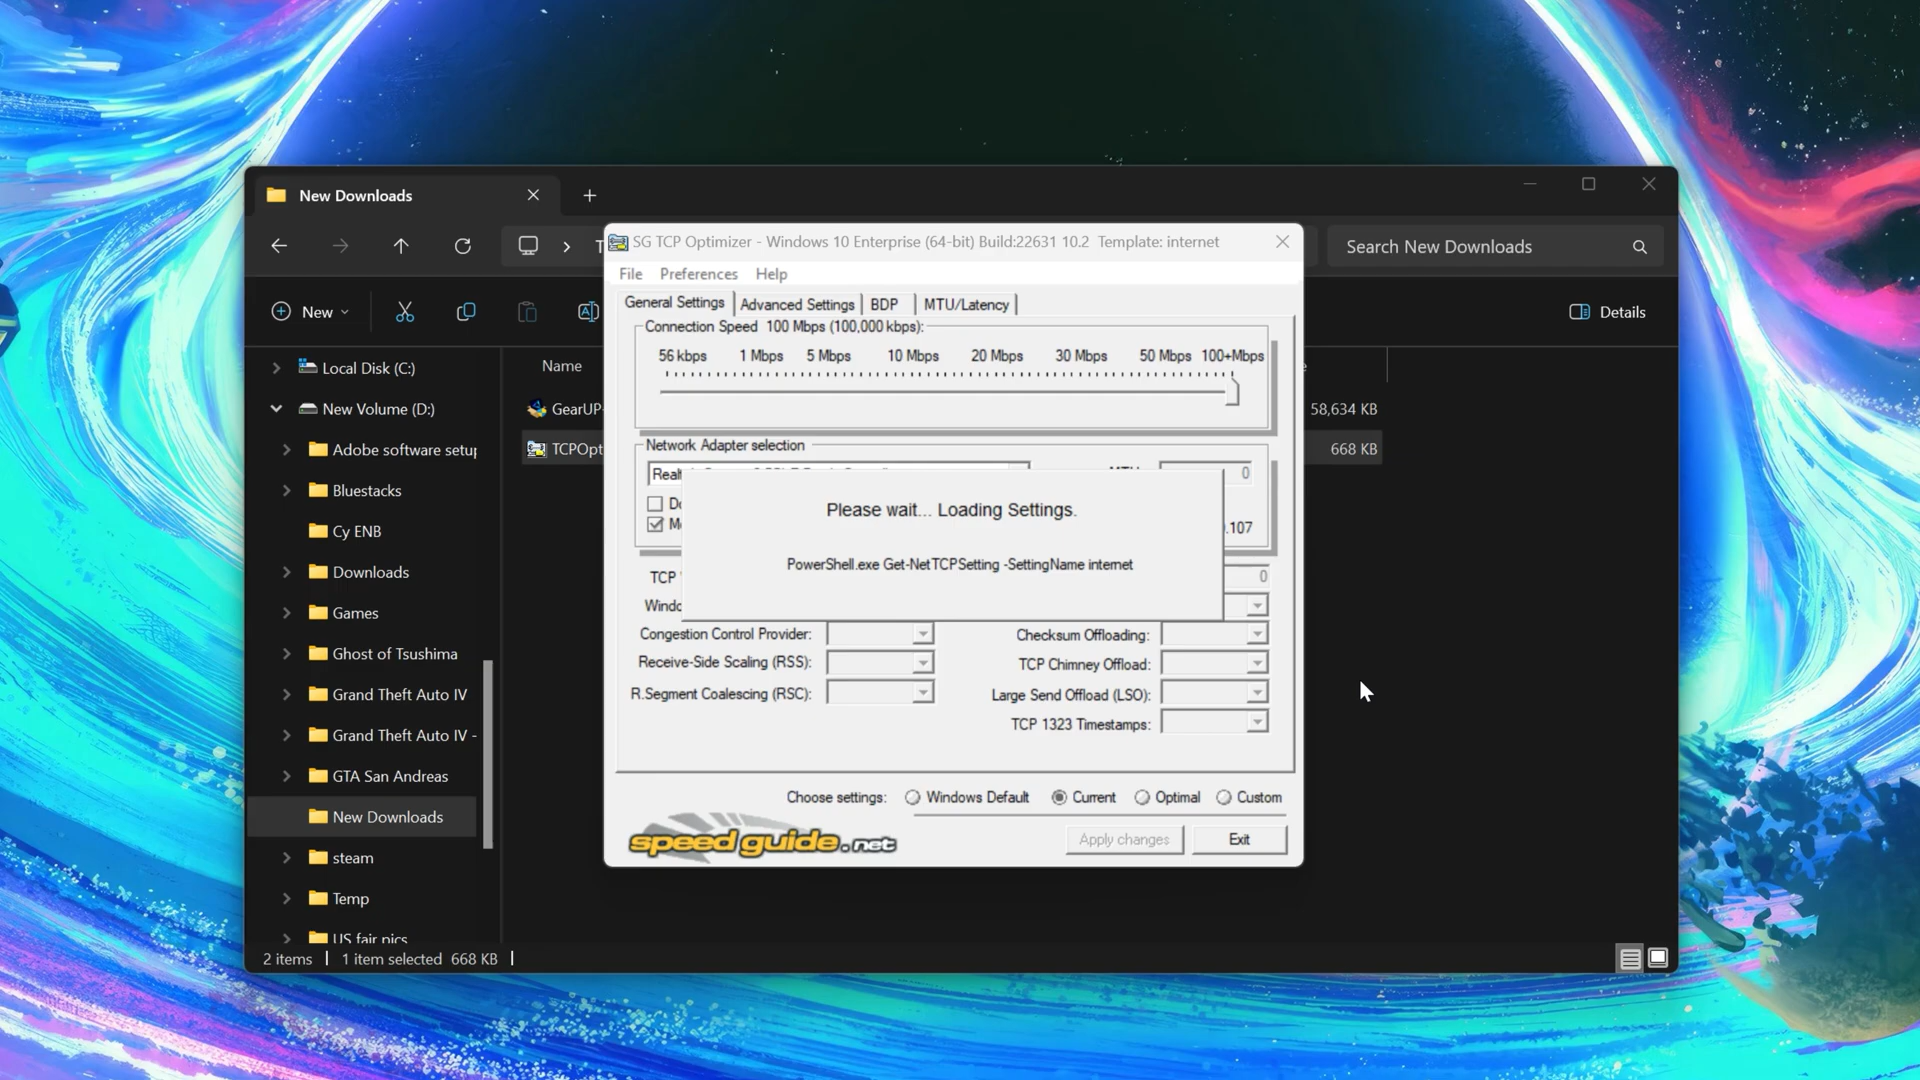 New Downloads
Search New Downloads
New
Details
Local Disk (C:)
New Volume (D:)
Adobe software setup
Bluestacks
Cy ENB
Downloads
Games
Ghost of Tsushima
Grand Theft Auto IV
Grand Theft Auto IV -
GTA San Andreas
New Downloads
steam
Temp
US fair pics
Name
GearUP-
58,634 KB
TCPOpt
668 KB
2 items
1 item selected 668 KB
SG TCP Optimizer - Windows 10 Enterprise (64-bit) Build:22631 10.2 Template: internet
File Preferences Help
General Settings Advanced Settings BDP MTU/Latency
Connection Speed 100 Mbps (100,000 kbps):
56 kbps 1 Mbps 5 Mbps 10 Mbps 20 Mbps 30 Mbps 50 Mbps 100+Mbps
Network Adapter selection
0
.107
Please wait... Loading Settings.
PowerShell.exe Get-NetTCPSetting -SettingName internet
TCP
0
Windo
Congestion Control Provider:
Checksum Offloading:
Receive-Side Scaling (RSS):
TCP Chimney Offload:
R.Segment Coalescing (RSC):
Large Send Offload (LSO):
TCP 1323 Timestamps:
Choose settings: Windows Default Current Optimal Custom
speedguide.net
Apply changes
Exit